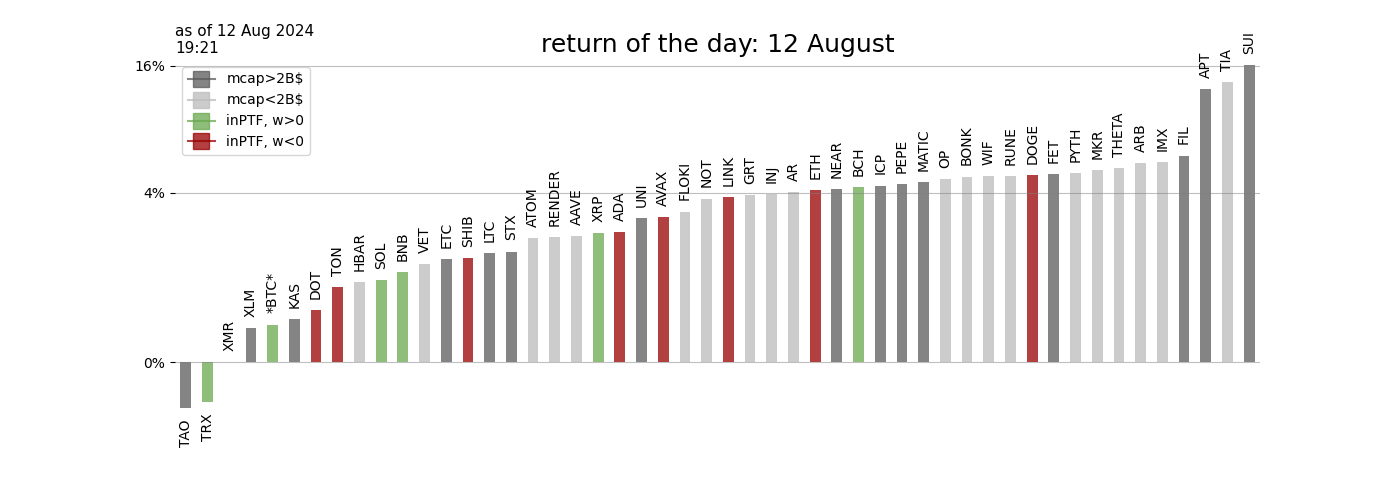 as of 12 Aug 2024
19:21
return of the day: 12 August
16%
4%
0%
mcap>2B$
mcap<2B$
inPTF, w>0
inPTF, w<0
TAO
TRX
XMR
XLM
*BTC*
KAS
DOT
TON
HBAR
SOL
BNB
VET
ETC
SHIB
LTC
STX
ATOM
RENDER
AAVE
XRP
ADA
UNI
AVAX
FLOKI
NOT
LINK
GRT
INJ
AR
ETH
NEAR
BCH
ICP
PEPE
MATIC
OP
BONK
WIF
RUNE
DOGE
FET
PYTH
MKR
THETA
ARB
IMX
FIL
APT
TIA
SUI